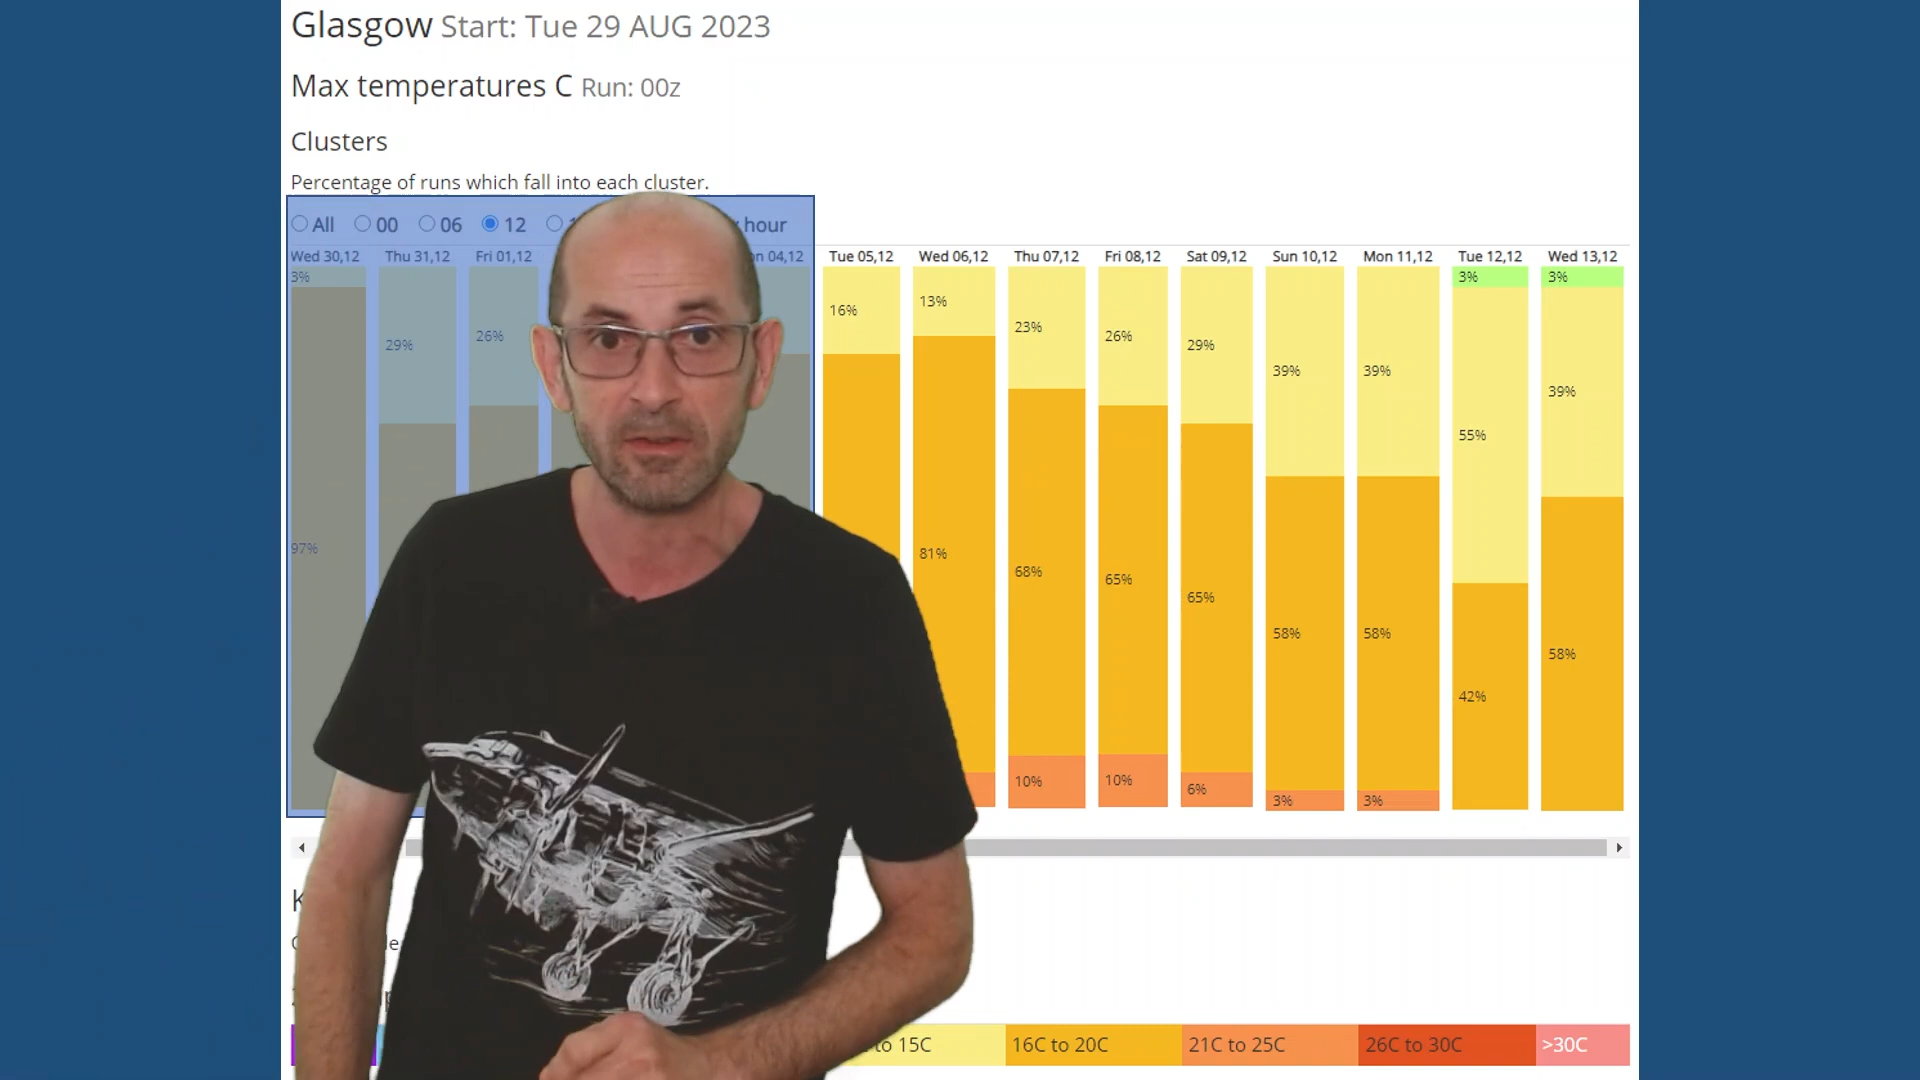 Glasgow Start: Tue 29 AUG 2023
Max temperatures C Run: 00z
Clusters
Percentage of runs which fall into each cluster.
All 00 06 12 hour
Wed 30,12 Thu 31,12 Fri 01,12 04,12 Tue 05,12 Wed 06,12 Thu 07,12 Fri 08,12 Sat 09,12 Sun 10,12 Mon 11,12 Tue 12,12 Wed 13,12
3% 3% 3%
16% 13% 23% 26% 29% 26% 29% 39% 39% 39%
55%
97% 81% 68% 65% 65% 58% 58% 58%
42%
10% 10% 6% 3% 3%
to 15C 16C to 20C 21C to 25C 26C to 30C >30C